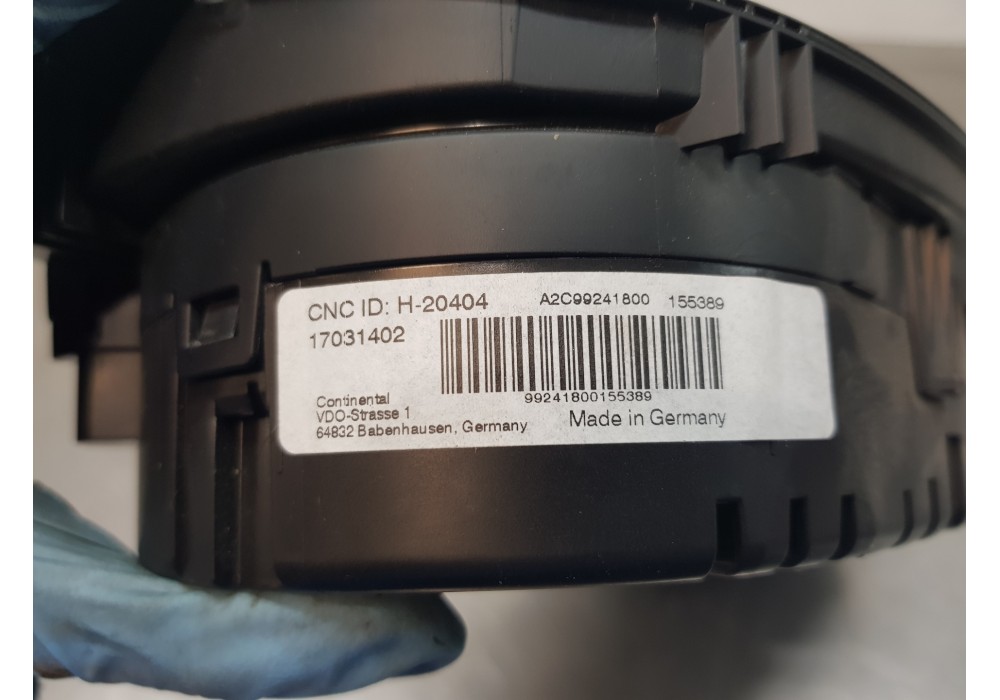 CNC ID: H-20404 A2C99241800 155389
17031402
99241800155389
Continental
VDO-Strasse 1
64832 Babenhausen, Germany
Made in Germany